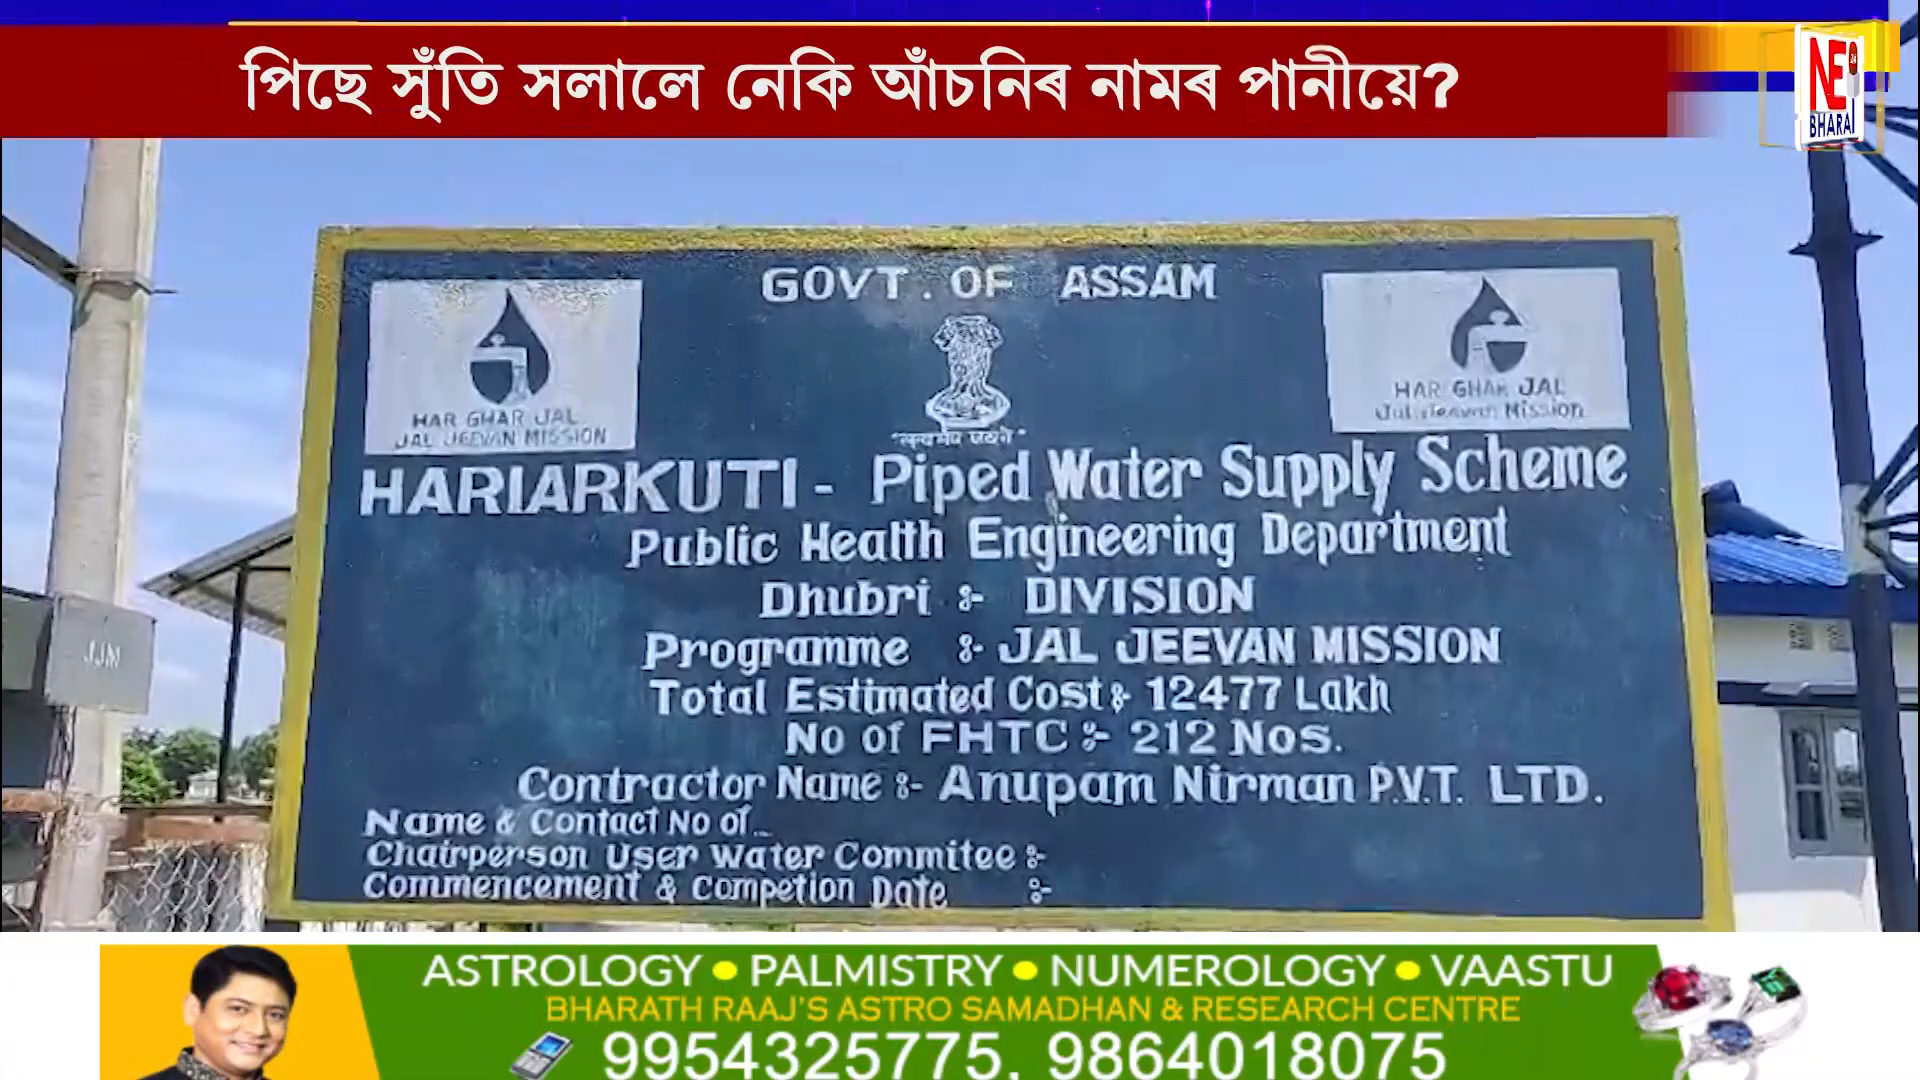 পিছে সুঁতি সলালে নেকি আঁচনিৰ নামৰ পানীয়ে?
NE
BHARAT
GOVT. OF ASSAM
HAR GHAR JAL
JAL JEEVAN MISSION
HAR GHAR JAL
Jal Jeevan Mission
HARIARKUTI - Piped Water Supply Scheme
Public Health Engineering Department
Dhubri :- DIVISION
Programme :- JAL JEEVAN MISSION
Total Estimated Cost :- 12477 Lakh
No of FHTC :- 212 Nos.
Contractor Name :- Anupam Nirman P.V.T. LTD.
Name & Contact No of..
Chairperson User Water Commitee :-
Commencement & Competion Date :-
JJM
ASTROLOGY • PALMISTRY • NUMEROLOGY • VAASTU
BHARATH RAAJ'S ASTRO SAMADHAN & RESEARCH CENTRE
9954325775, 9864018075